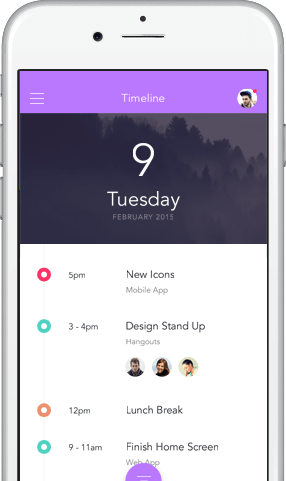 Timeline
9
Tuesday
FEBRUARY 2015
5pm New Icons
Mobile App
3 - 4pm Design Stand Up
Hangouts
12pm Lunch Break
9 - 11am Finish Home Screen
Web App